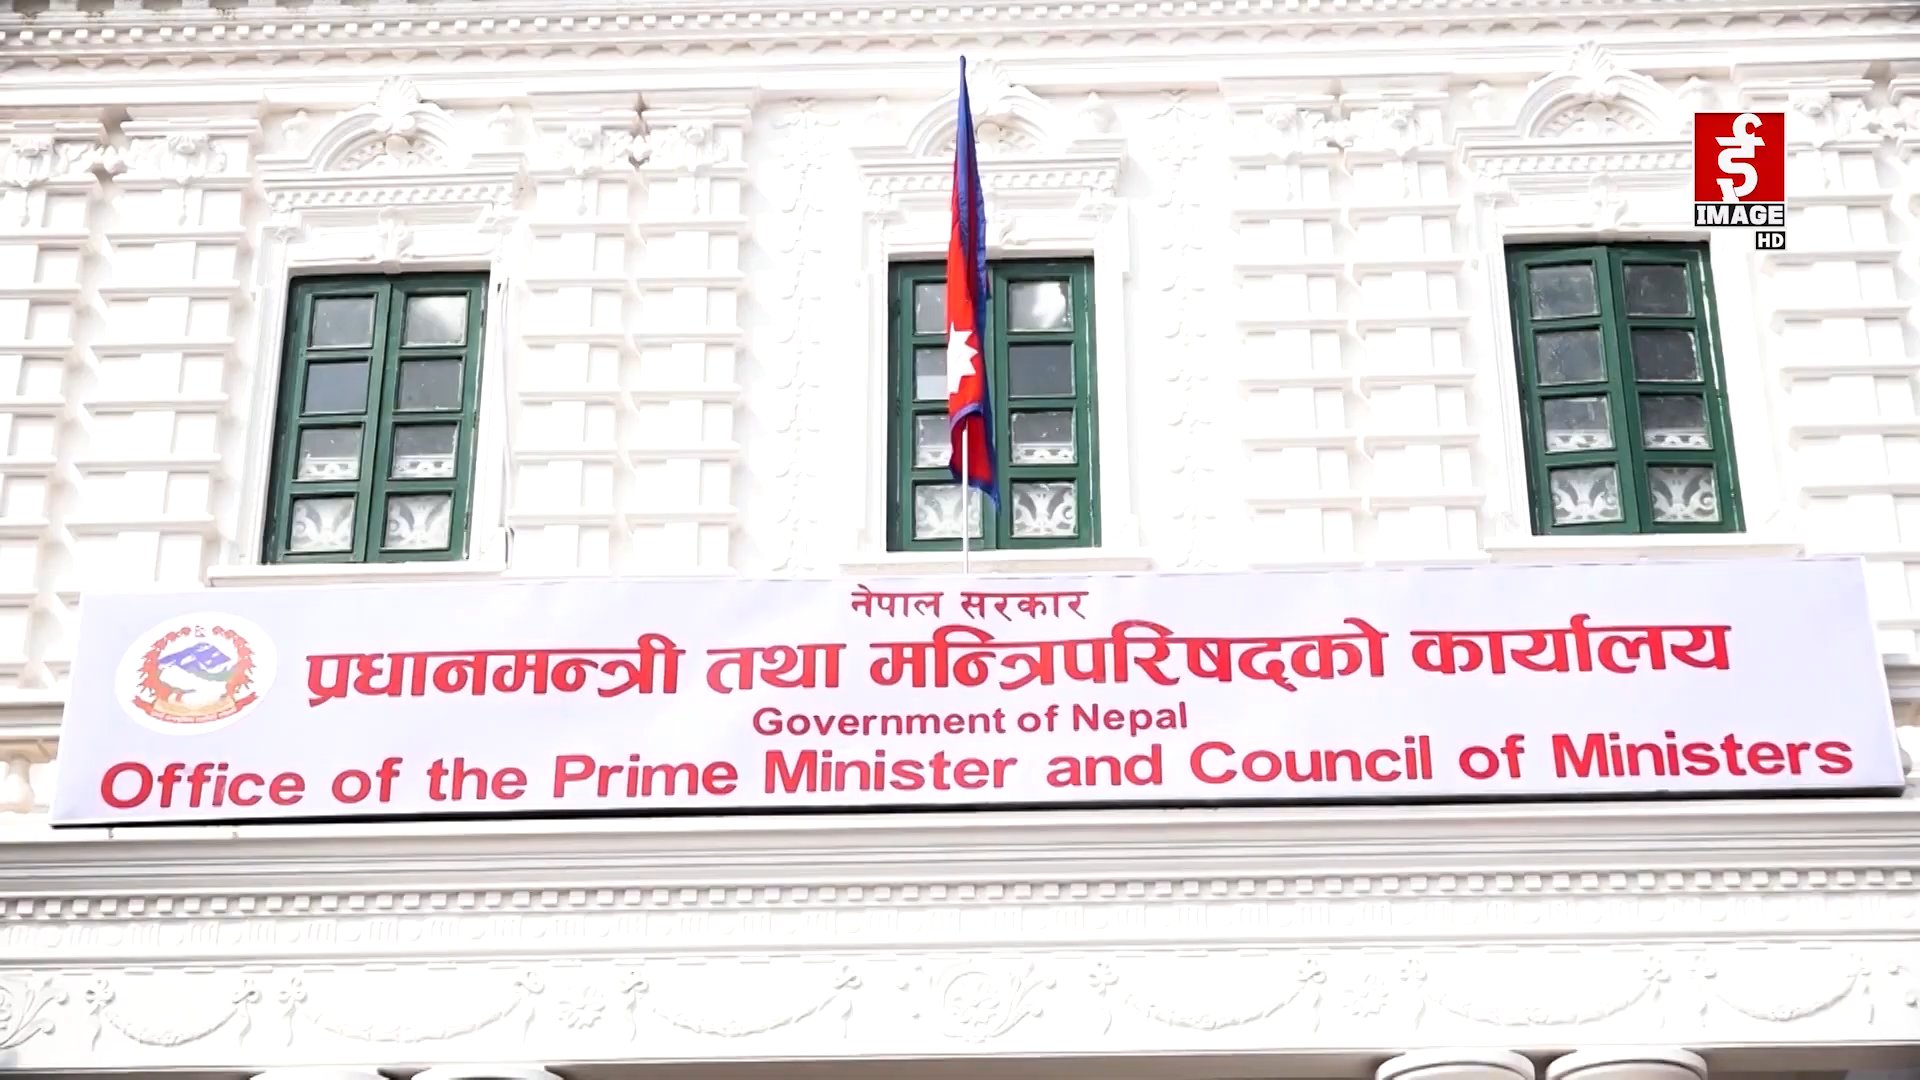 नेपाल सरकार
प्रधानमन्त्री तथा मन्त्रिपरिषद्को कार्यालय
Government of Nepal
Office of the Prime Minister and Council of Ministers
IMAGE
HD